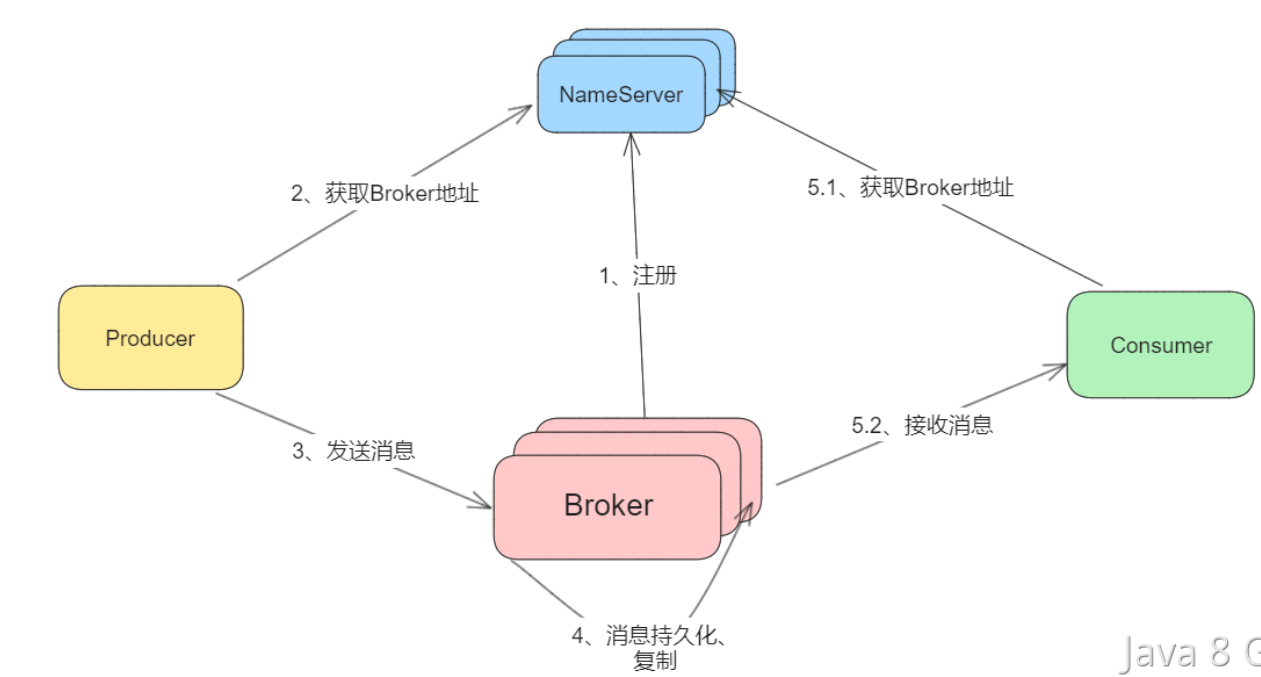 NameServer
2、获取Broker地址
5.1、获取Broker地址
1、注册
Producer
Consumer
3、发送消息
5.2、接收消息
Broker
4、消息持久化、
复制
Java 8 G